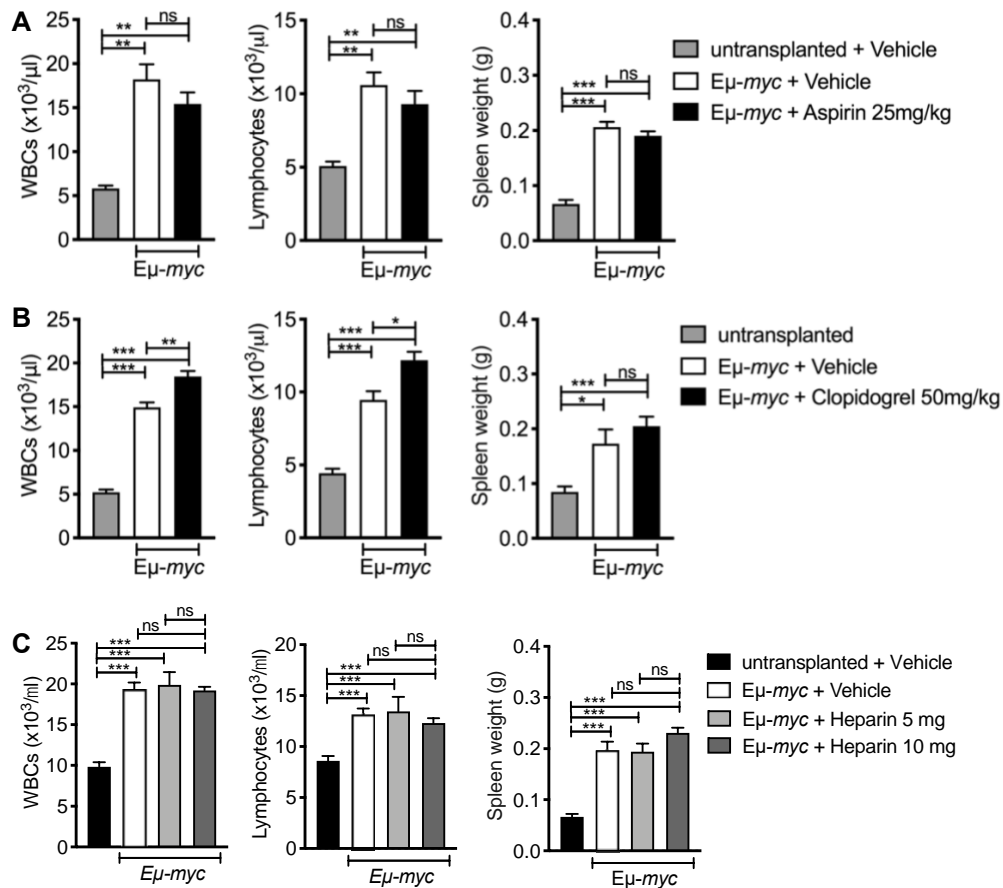 A
WBCs (x10³/µl)
25
20
15
10
5
0
**
**
ns
Eµ-myc
Lymphocytes (x10³/µl)
15
10
5
0
**
**
ns
Eµ-myc
Spleen weight (g)
0.4
0.3
0.2
0.1
0.0
***
***
ns
Eµ-myc
untransplanted + Vehicle
Eµ-myc + Vehicle
Eµ-myc + Aspirin 25mg/kg
B
WBCs (x10³/µl)
25
20
15
10
5
0
***
***
**
Eµ-myc
Lymphocytes (x10³/µl)
15
10
5
0
***
***
*
Eµ-myc
Spleen weight (g)
0.4
0.3
0.2
0.1
0.0
***
*
ns
Eµ-myc
untransplanted
Eµ-myc + Vehicle
Eµ-myc + Clopidogrel 50mg/kg
C
WBCs (x10³/ml)
25
20
15
10
5
0
ns
ns
***
***
***
Eµ-myc
Lymphocytes (x10³/ml)
20
15
10
5
0
ns
ns
***
***
***
Eµ-myc
Spleen weight (g)
0.4
0.3
0.2
0.1
0.0
ns
ns
***
***
***
Eµ-myc
untransplanted + Vehicle
Eµ-myc + Vehicle
Eµ-myc + Heparin 5 mg
Eµ-myc + Heparin 10 mg